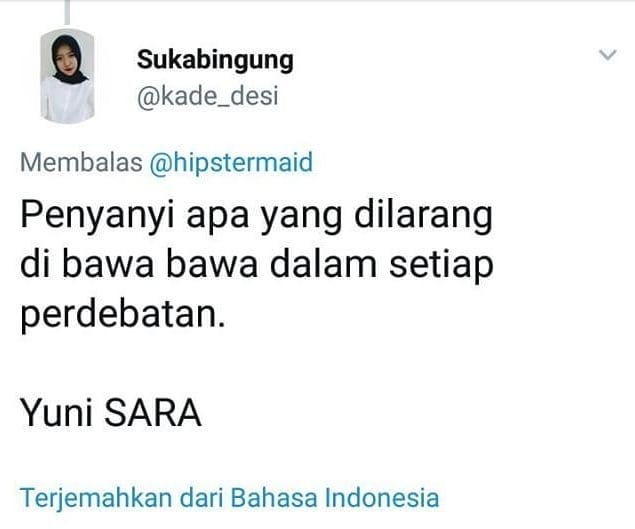 Sukabingung
@kade_desi
Membalas @hipstermaid
Penyanyi apa yang dilarang
di bawa bawa dalam setiap
perdebatan.
Yuni SARA
Terjemahkan dari Bahasa Indonesia